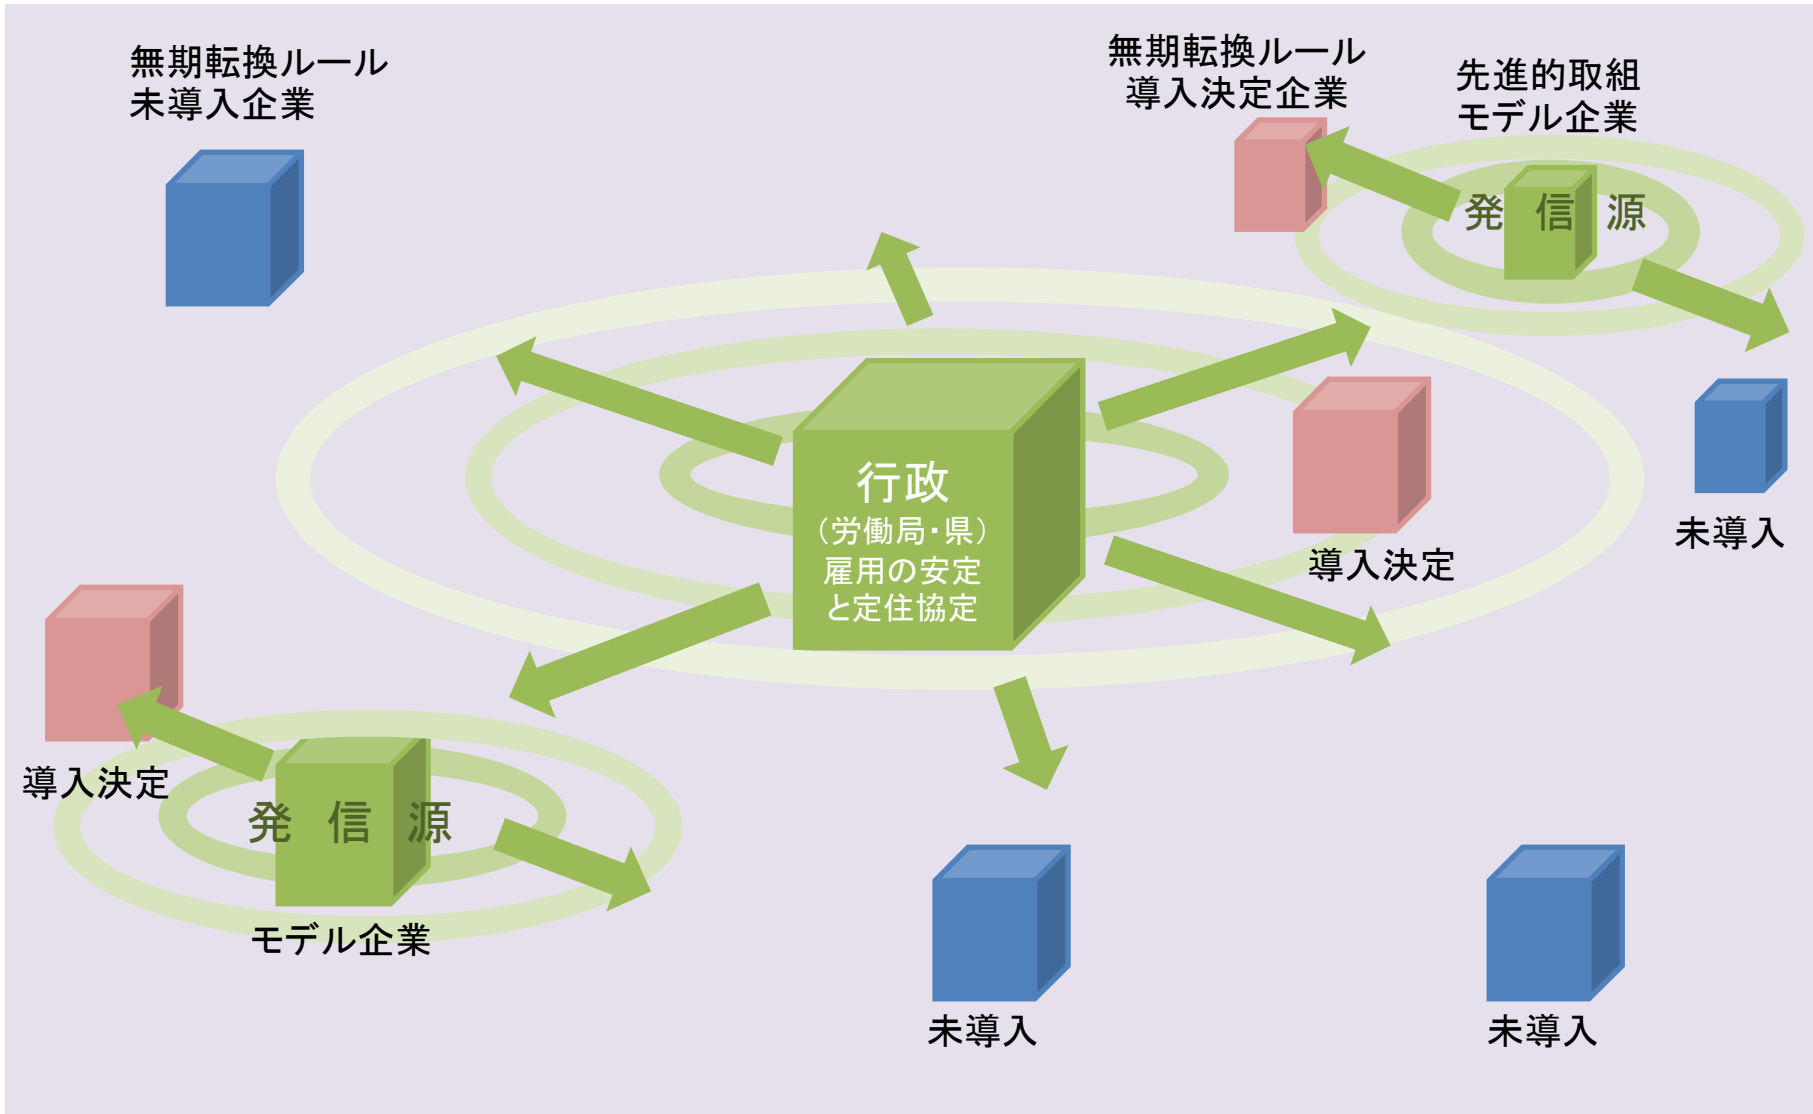 無期転換ルール
未導入企業
無期転換ルール
導入決定企業
先進的取組
モデル企業
発 信 源
行政
（労働局・県）
雇用の安定
と定住協定
導入決定
未導入
導入決定
発 信 源
モデル企業
未導入
未導入